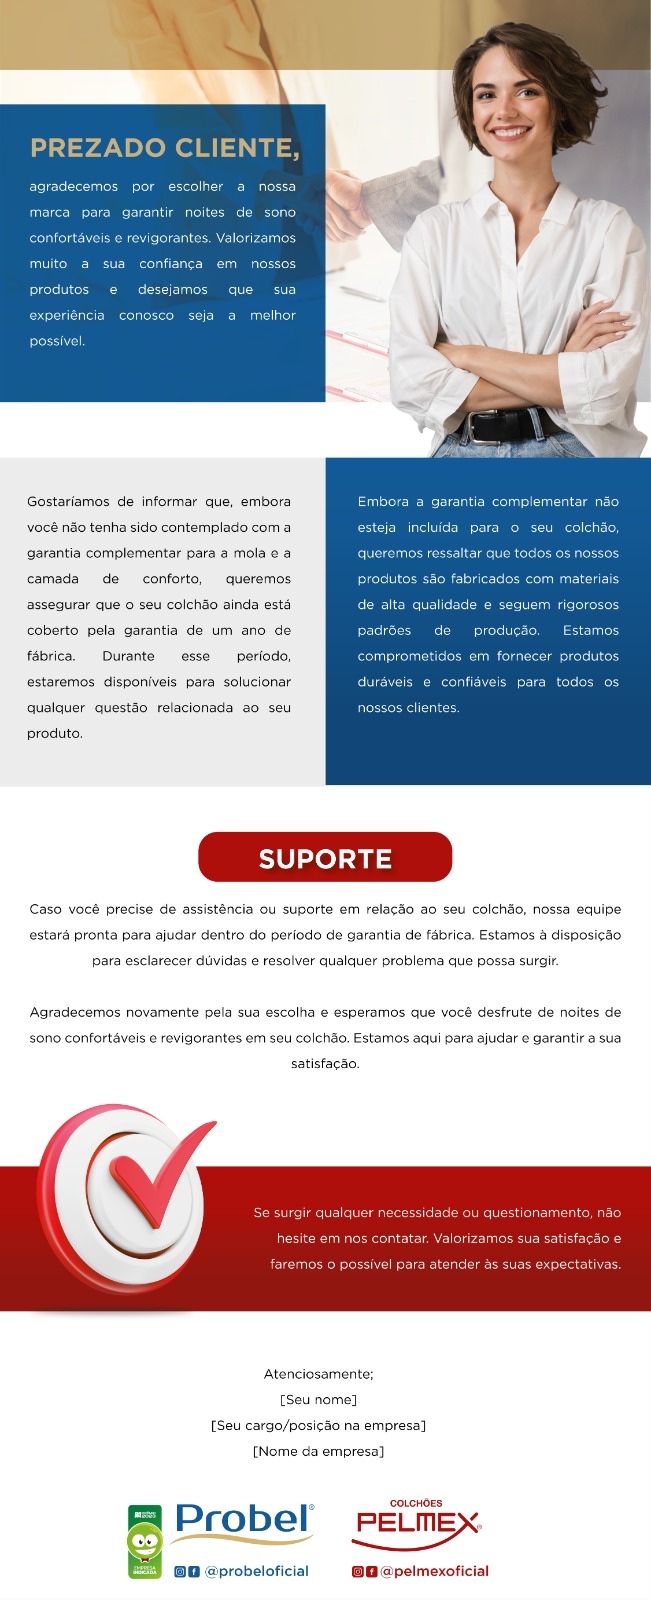 PREZADO CLIENTE,
agradecemos por escolher a nossa
marca para garantir noites de sono
confortáveis e revigorantes. Valorizamos
muito a sua confiança em nossos
produtos e desejamos que sua
experiência conosco seja a melhor
possível.
Gostaríamos de informar que, embora
você não tenha sido contemplado com a
garantia complementar para a mola e a
camada de conforto, queremos
assegurar que o seu colchão ainda está
coberto pela garantia de um ano de
fábrica. Durante esse período,
estaremos disponíveis para solucionar
qualquer questão relacionada ao seu
produto.
Embora a garantia complementar não
esteja incluída para o seu colchão,
queremos ressaltar que todos os nossos
produtos são fabricados com materiais
de alta qualidade e seguem rigorosos
padrões de produção. Estamos
comprometidos em fornecer produtos
duráveis e confiáveis para todos os
nossos clientes.
SUPORTE
Caso você precise de assistência ou suporte em relação ao seu colchão, nossa equipe
estará pronta para ajudar dentro do período de garantia de fábrica. Estamos à disposição
para esclarecer dúvidas e resolver qualquer problema que possa surgir.
Agradecemos novamente pela sua escolha e esperamos que você desfrute de noites de
sono confortáveis e revigorantes em seu colchão. Estamos aqui para ajudar e garantir a sua
satisfação.
Se surgir qualquer necessidade ou questionamento, não
hesite em nos contatar. Valorizamos sua satisfação e
faremos o possível para atender às suas expectativas.
Atenciosamente;
[Seu nome]
[Seu cargo/posição na empresa]
[Nome da empresa]
EMPRESA
INDICADA
Probel®
@probeloficial
COLCHÕES
PELMEX®
@pelmexoficial